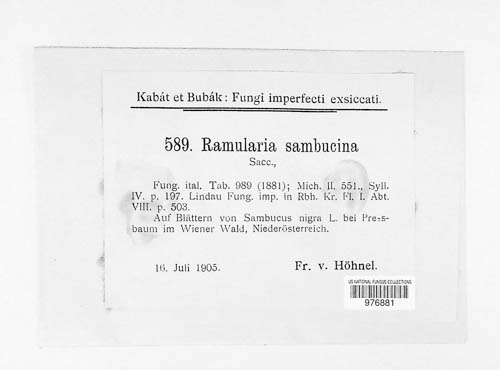 Kabát et Bubák: Fungi imperfecti exsiccati.
589. Ramularia sambucina
Sacc.,
Fung. ital. Tab. 989 (1881); Mich. II. 551., Syll.
IV. p. 197. Lindau Fung. imp. in Rbh. Kr. Fl. I. Abt.
VIII. p. 503.
Auf Blättern von Sambucus nigra L. bei Press-
baum im Wiener Wald, Niederösterreich.
16. Juli 1905. Fr. v. Höhnel.
US NATIONAL FUNGUS COLLECTIONS
976881